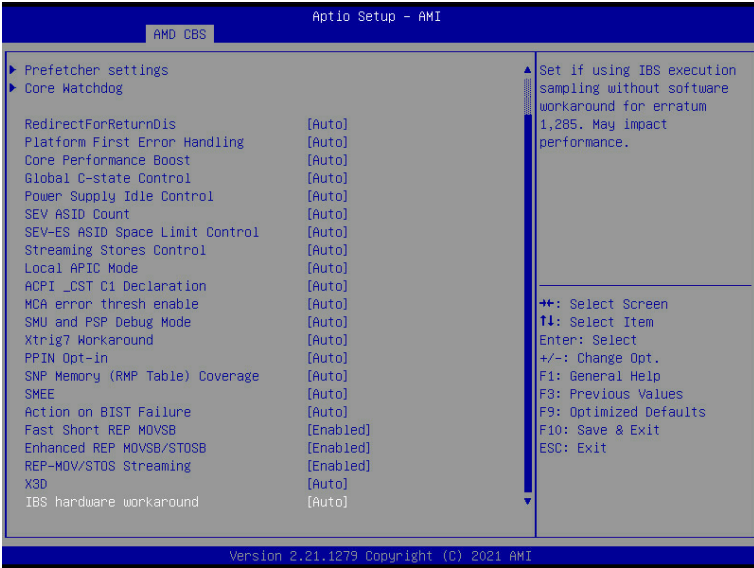 Aptio Setup – AMI
AMD CBS
Prefetcher settings
Core Watchdog
RedirectForReturnDis [Auto]
Platform First Error Handling [Auto]
Core Performance Boost [Auto]
Global C-state Control [Auto]
Power Supply Idle Control [Auto]
SEV ASID Count [Auto]
SEV-ES ASID Space Limit Control [Auto]
Streaming Stores Control [Auto]
Local APIC Mode [Auto]
ACPI _CST C1 Declaration [Auto]
MCA error thresh enable [Auto]
SMU and PSP Debug Mode [Auto]
Xtrig7 Workaround [Auto]
PPIN Opt-in [Auto]
SNP Memory (RMP Table) Coverage [Auto]
SMEE [Auto]
Action on BIST Failure [Auto]
Fast Short REP MOVSB [Enabled]
Enhanced REP MOVSB/STOSB [Enabled]
REP-MOV/STOS Streaming [Enabled]
X3D [Auto]
IBS hardware workaround [Auto]
Set if using IBS execution
sampling without software
workaround for erratum
1,285. May impact
performance.
→←: Select Screen
↑↓: Select Item
Enter: Select
+/-: Change Opt.
F1: General Help
F3: Previous Values
F9: Optimized Defaults
F10: Save & Exit
ESC: Exit
Version 2.21.1279 Copyright (C) 2021 AMI